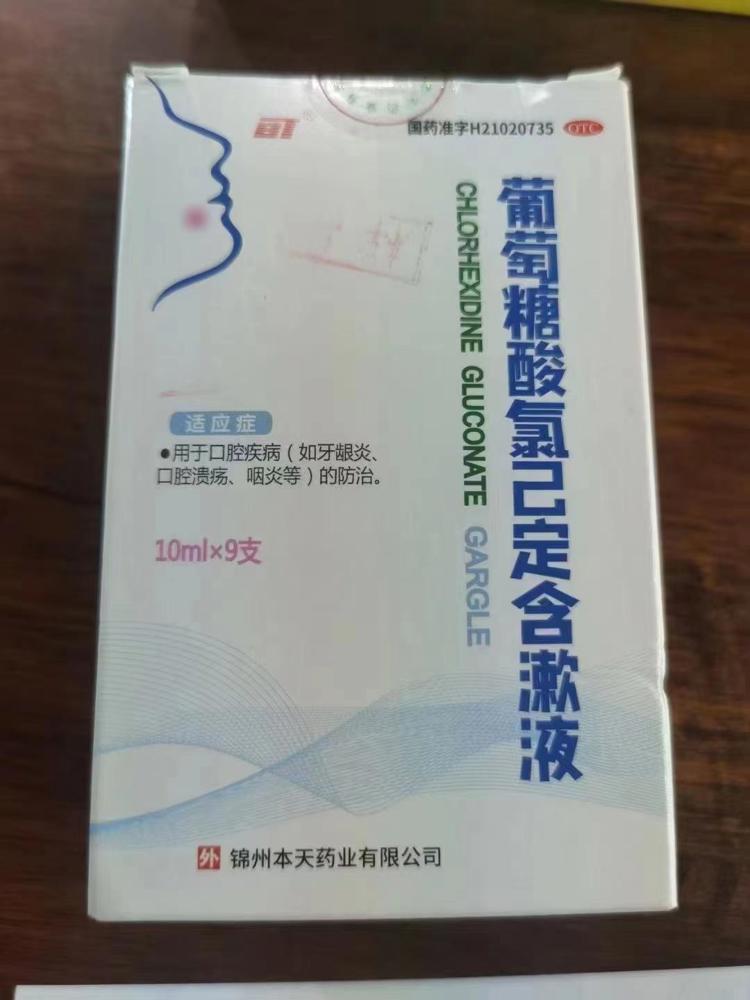 国药准字H21020735 OTC
葡萄糖酸氯己定含漱液
CHLORHEXIDINE GLUCONATE GARGLE
适应症
●用于口腔疾病（如牙龈炎、
口腔溃疡、咽炎等）的防治。
10ml×9支
外 锦州本天药业有限公司